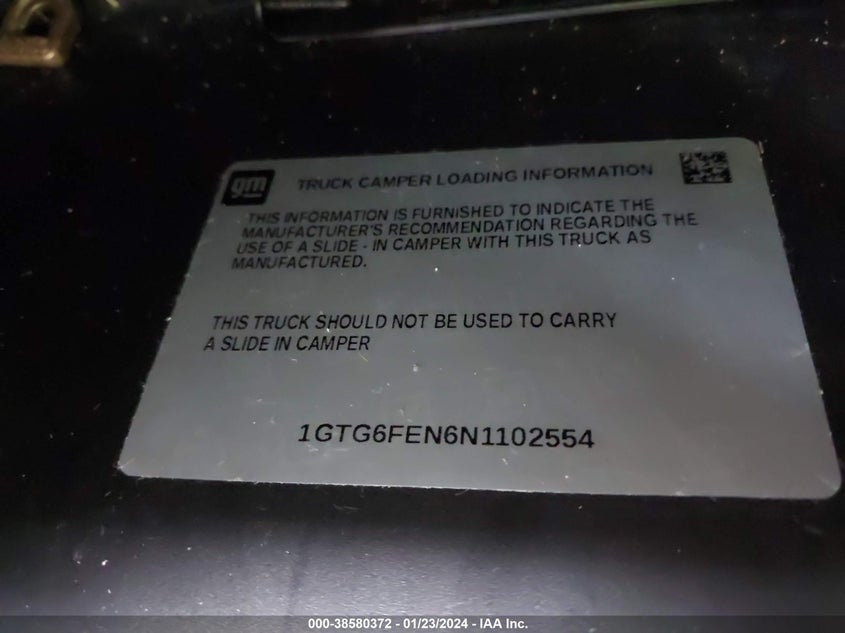 gm
TRUCK CAMPER LOADING INFORMATION
THIS INFORMATION IS FURNISHED TO INDICATE THE
MANUFACTURER'S RECOMMENDATION REGARDING THE
USE OF A SLIDE - IN CAMPER WITH THIS TRUCK AS
MANUFACTURED.
THIS TRUCK SHOULD NOT BE USED TO CARRY
A SLIDE IN CAMPER
1GTG6FEN6N1102554
000-38580372 - 01/23/2024 - IAA Inc.